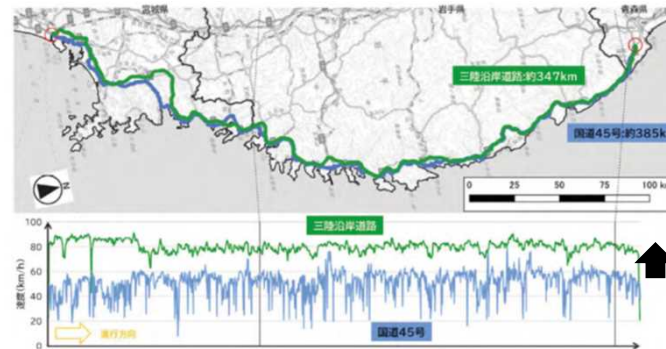 宮城県
岩手県
青森県
三陸沿岸道路:約347km
国道45号:約385k
N
0 25 50 75 100 k
三陸沿岸道路
100
80
60
40
20
0
速度(km/h)
進行方向
国道45号